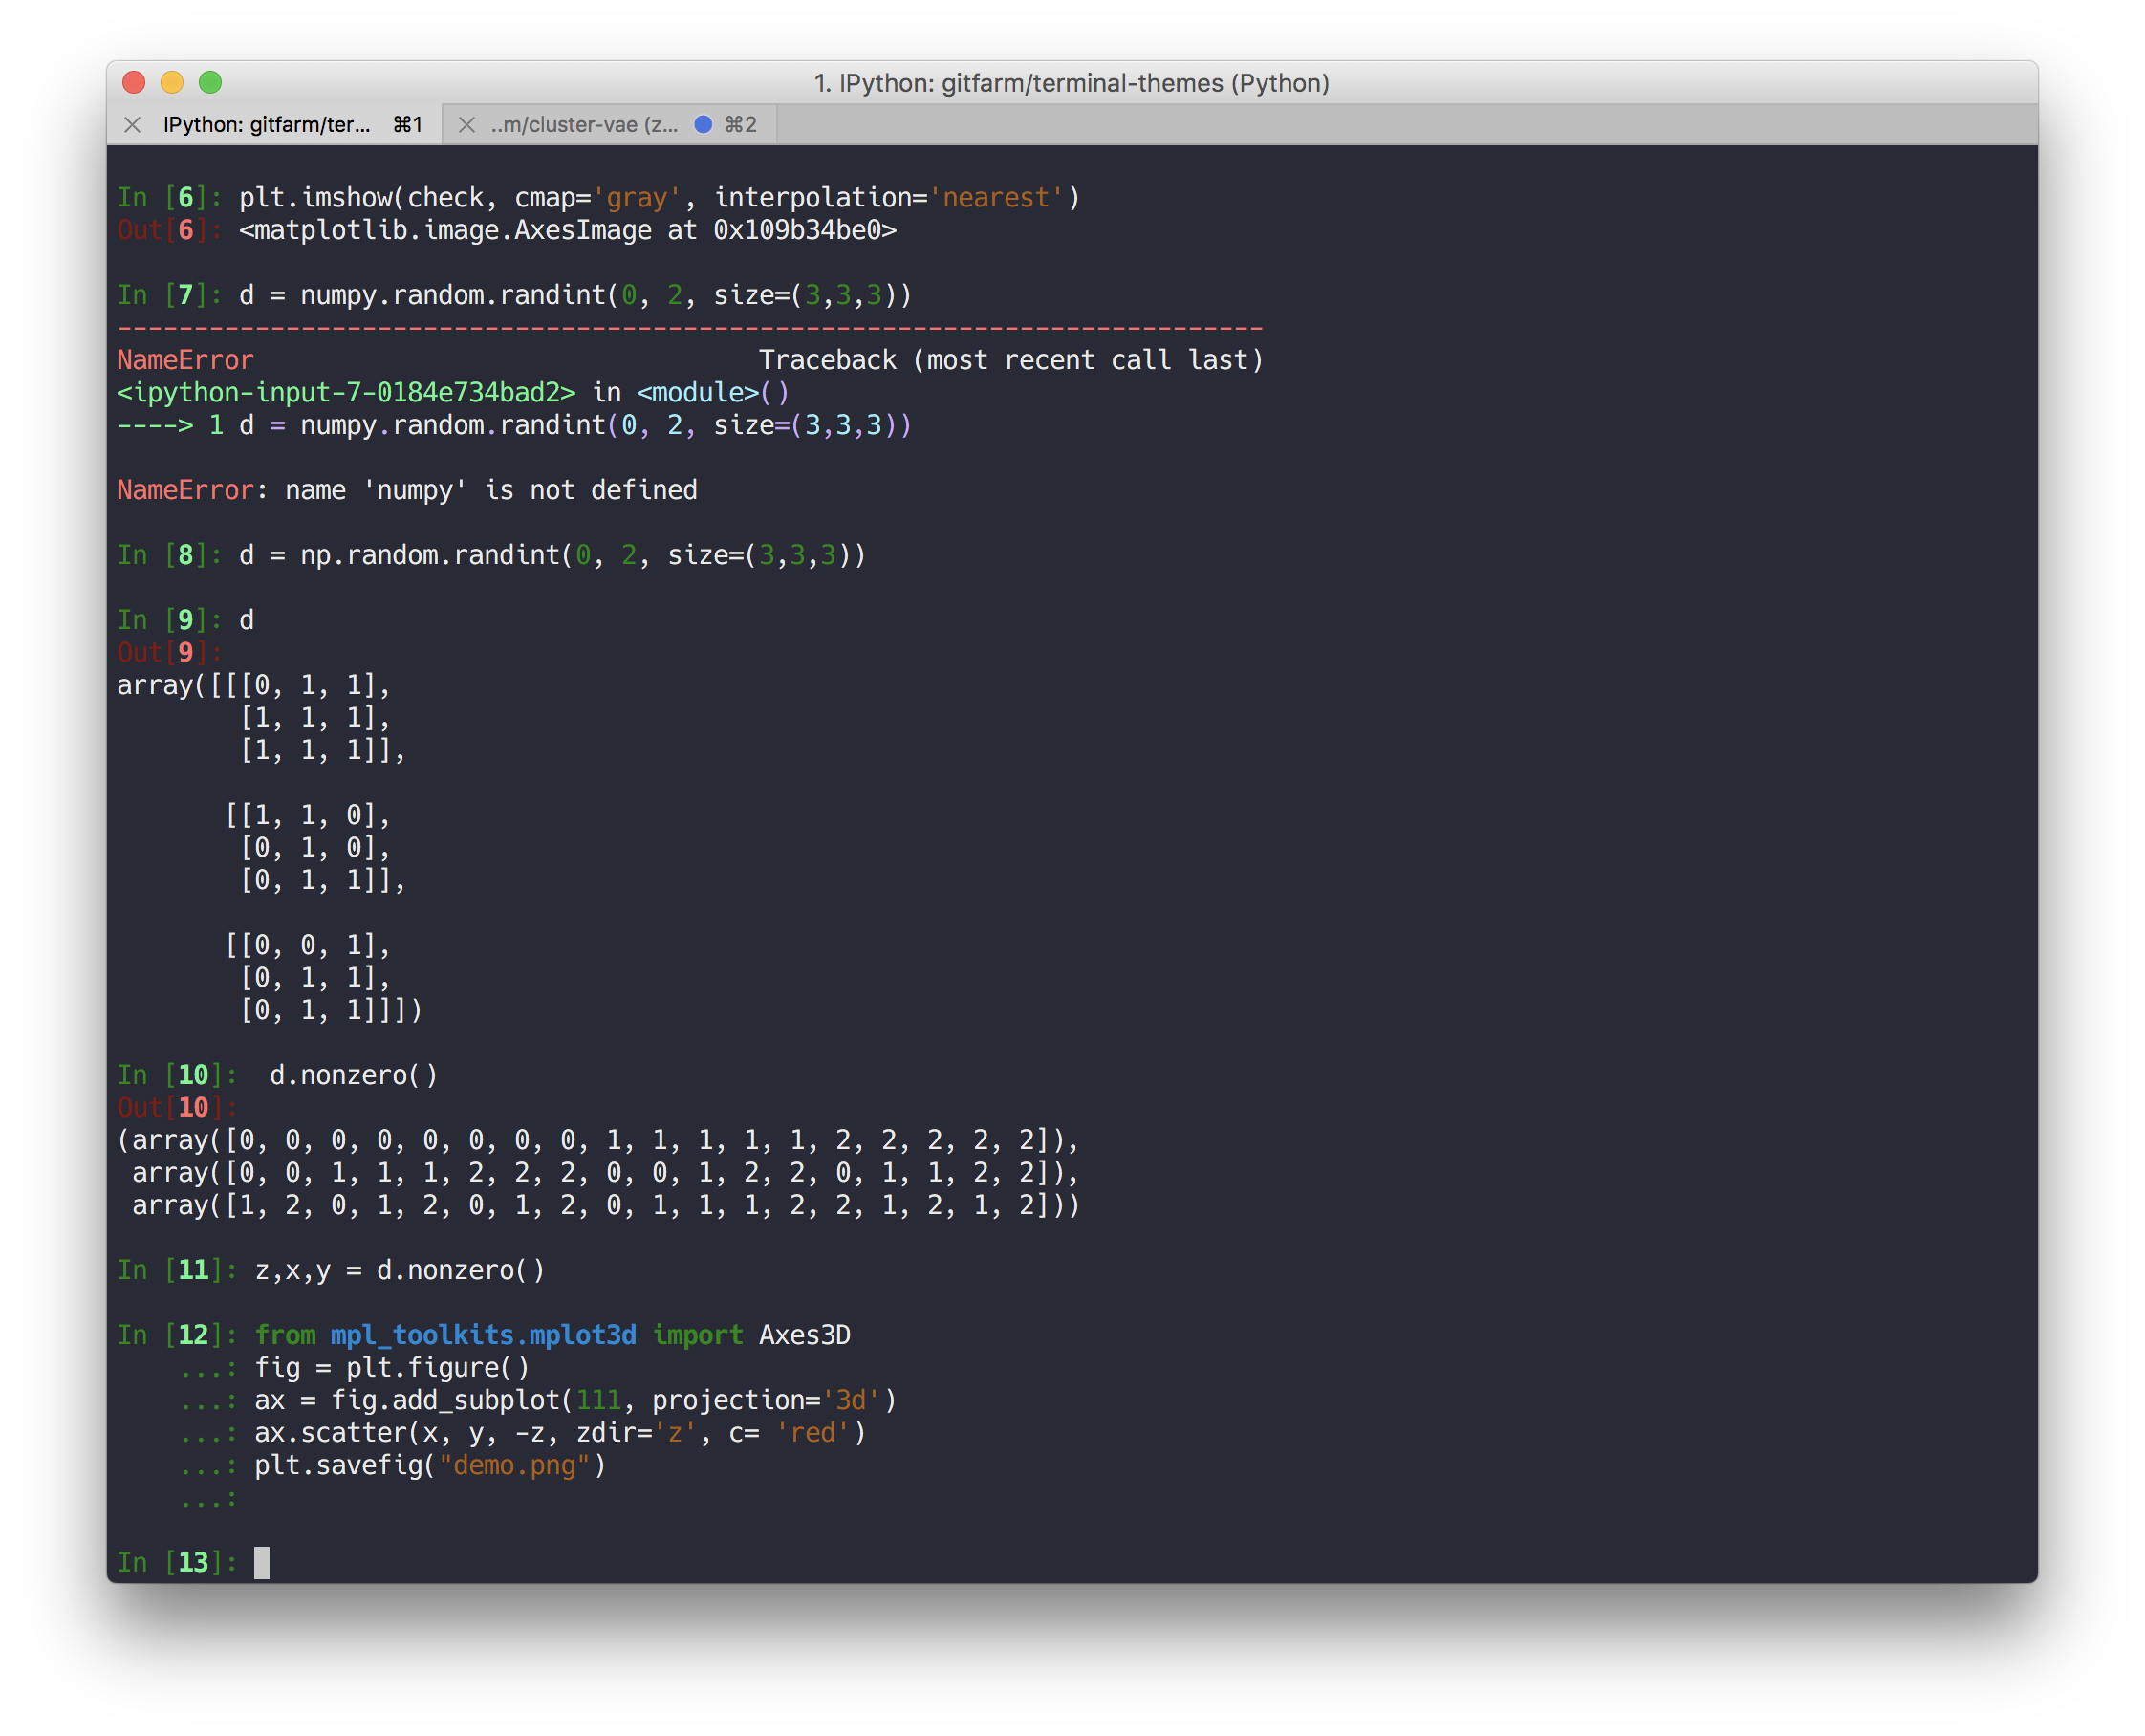 1. IPython: gitfarm/terminal-themes (Python)
IPython: gitfarm/ter... ⌘1 ..m/cluster-vae (z... ⌘2
In [6]: plt.imshow(check, cmap='gray', interpolation='nearest')
Out[6]: <matplotlib.image.AxesImage at 0x109b34be0>
In [7]: d = numpy.random.randint(0, 2, size=(3,3,3))
---------------------------------------------------------------------------
NameError                                 Traceback (most recent call last)
<ipython-input-7-0184e734bad2> in <module>()
----> 1 d = numpy.random.randint(0, 2, size=(3,3,3))
NameError: name 'numpy' is not defined
In [8]: d = np.random.randint(0, 2, size=(3,3,3))
In [9]: d
Out[9]:
array([[[0, 1, 1],
        [1, 1, 1],
        [1, 1, 1]],
       [[1, 1, 0],
        [0, 1, 0],
        [0, 1, 1]],
       [[0, 0, 1],
        [0, 1, 1],
        [0, 1, 1]]])
In [10]:  d.nonzero()
Out[10]:
(array([0, 0, 0, 0, 0, 0, 0, 0, 1, 1, 1, 1, 1, 2, 2, 2, 2, 2]),
 array([0, 0, 1, 1, 1, 2, 2, 2, 0, 0, 1, 2, 2, 0, 1, 1, 2, 2]),
 array([1, 2, 0, 1, 2, 0, 1, 2, 0, 1, 1, 1, 2, 2, 1, 2, 1, 2]))
In [11]: z,x,y = d.nonzero()
In [12]: from mpl_toolkits.mplot3d import Axes3D
    ...: fig = plt.figure()
    ...: ax = fig.add_subplot(111, projection='3d')
    ...: ax.scatter(x, y, -z, zdir='z', c= 'red')
    ...: plt.savefig("demo.png")
    ...:
In [13]: